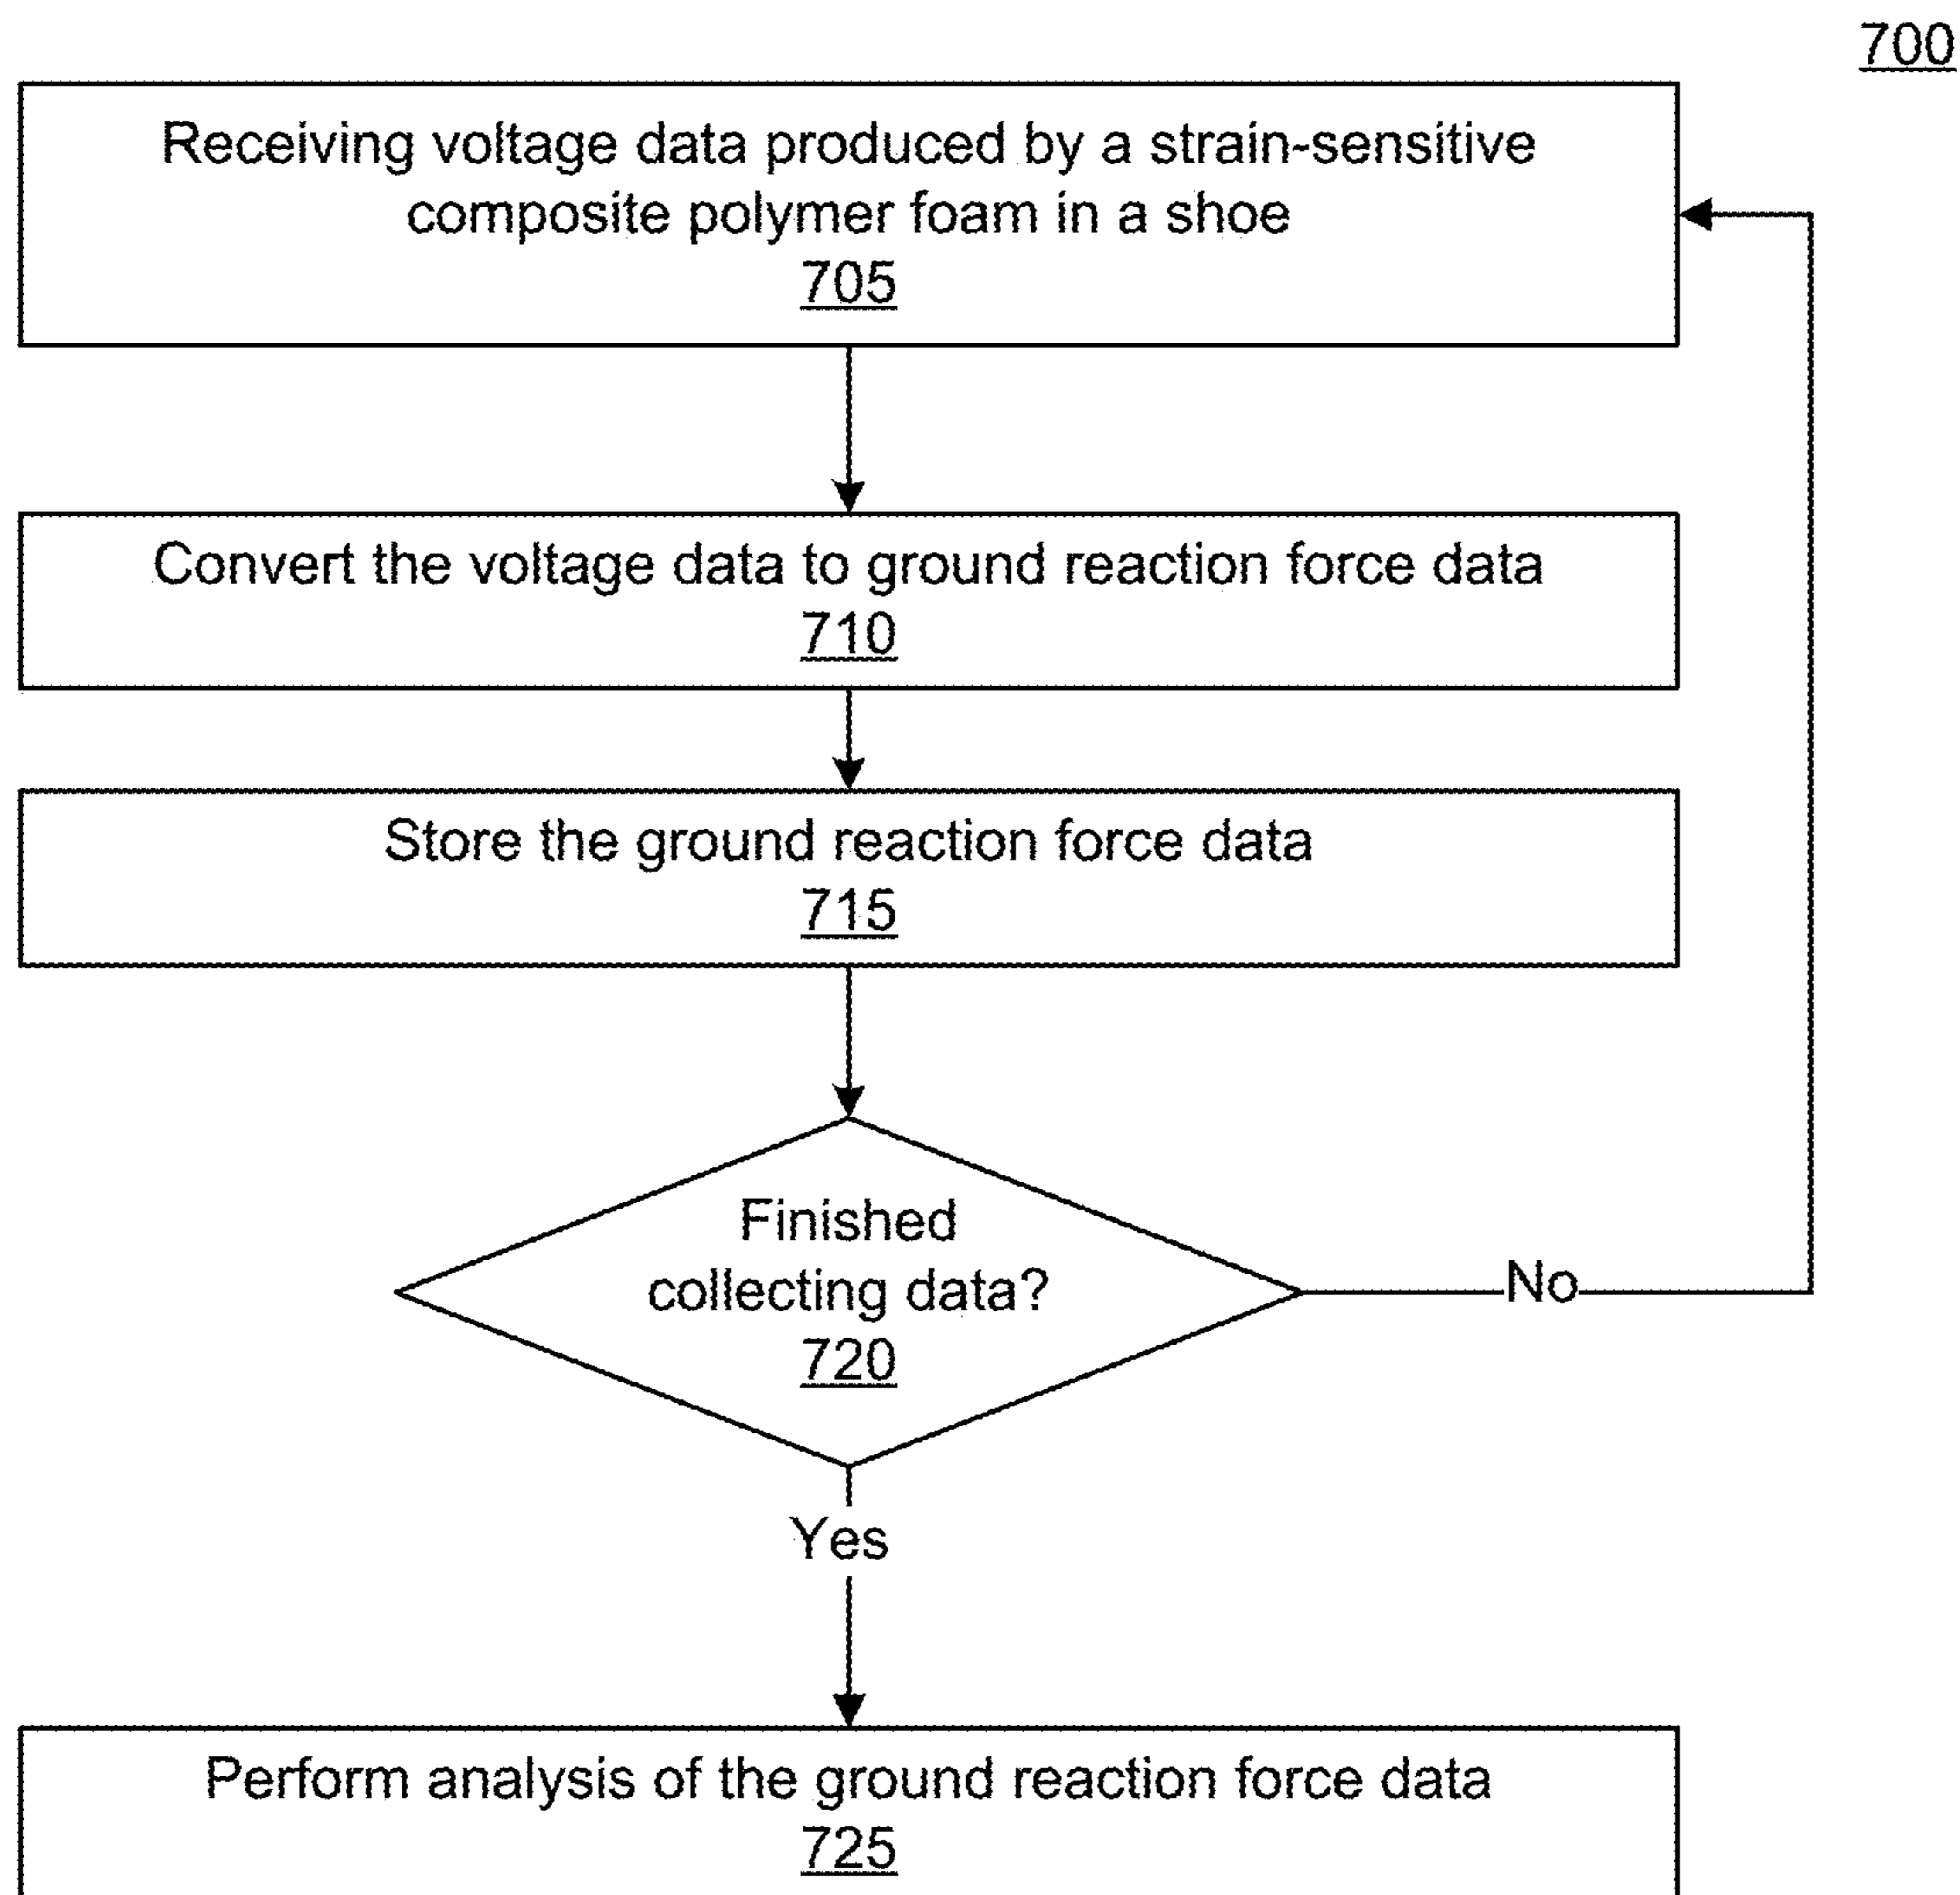 700
Receiving voltage data produced by a strain-sensitive
composite polymer foam in a shoe
705
Convert the voltage data to ground reaction force data
710
Store the ground reaction force data
715
Finished
collecting data?
720
No
Yes
Perform analysis of the ground reaction force data
725